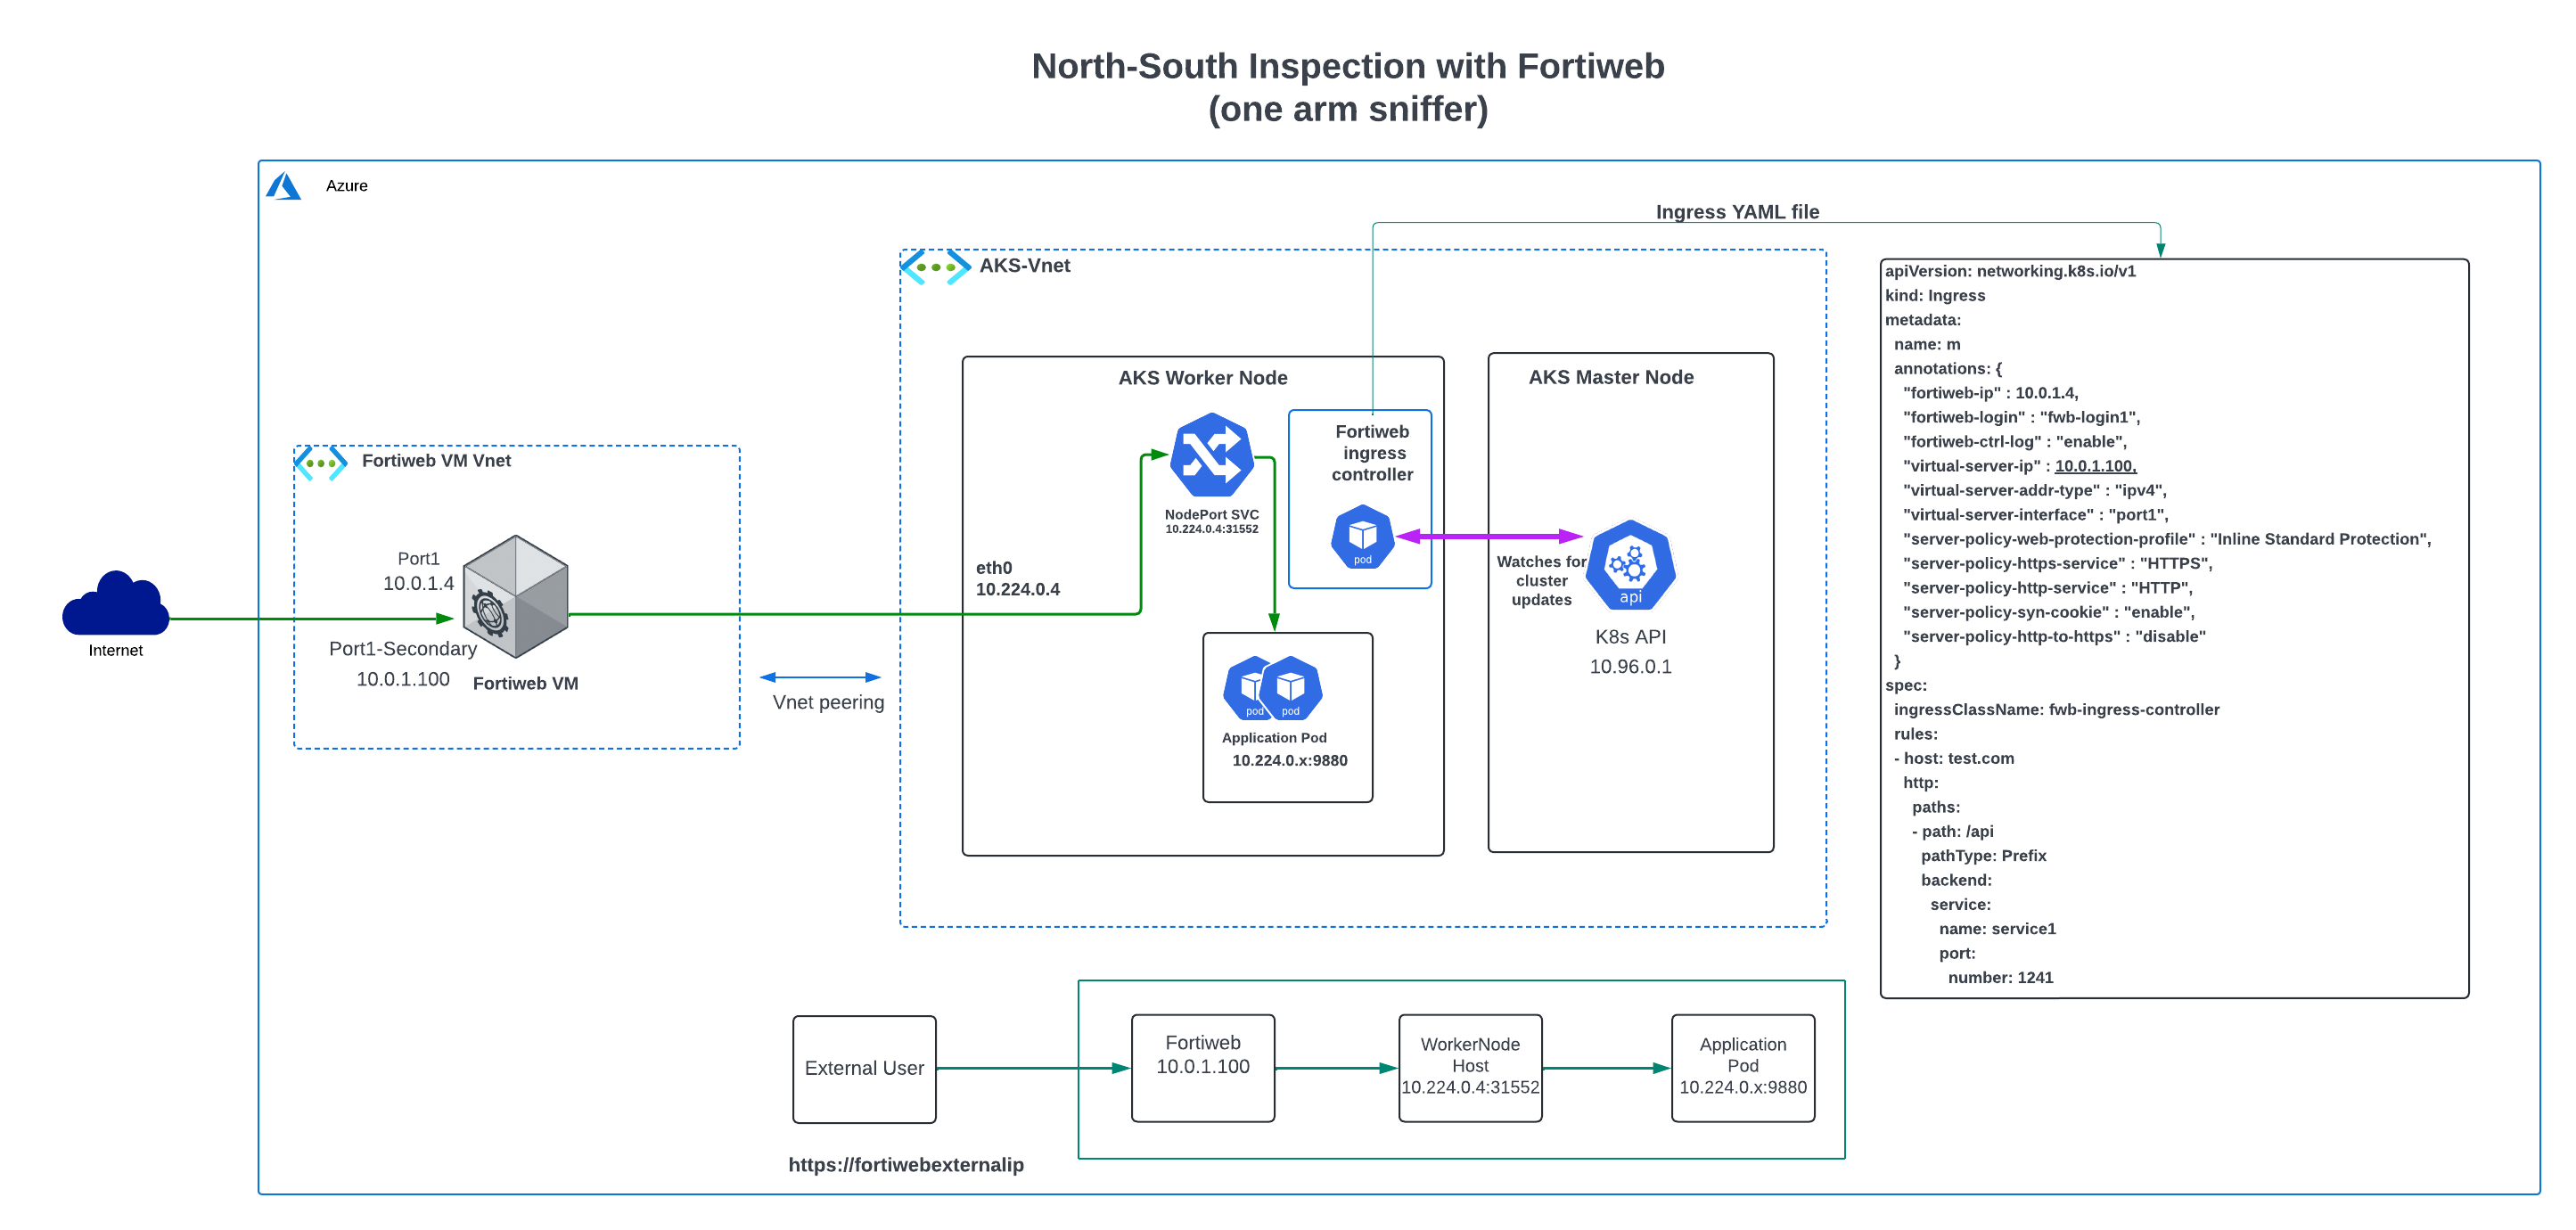 North-South Inspection with Fortiweb
(one arm sniffer)
Azure
Ingress YAML file
AKS-Vnet
AKS Worker Node
AKS Master Node
Fortiweb
ingress
controller
pod
NodePort SVC
10.224.0.4:31552
eth0
10.224.0.4
Watches for
cluster
updates
api
K8s API
10.96.0.1
pod
pod
Application Pod
10.224.0.x:9880
Fortiweb VM Vnet
Port1
10.0.1.4
Port1-Secondary
10.0.1.100
Fortiweb VM
Internet
Vnet peering
apiVersion: networking.k8s.io/v1
kind: Ingress
metadata:
name: m
annotations: {
"fortiweb-ip" : 10.0.1.4,
"fortiweb-login" : "fwb-login1",
"fortiweb-ctrl-log" : "enable",
"virtual-server-ip" : 10.0.1.100,
"virtual-server-addr-type" : "ipv4",
"virtual-server-interface" : "port1",
"server-policy-web-protection-profile" : "Inline Standard Protection",
"server-policy-https-service" : "HTTPS",
"server-policy-http-service" : "HTTP",
"server-policy-syn-cookie" : "enable",
"server-policy-http-to-https" : "disable"
}
spec:
ingressClassName: fwb-ingress-controller
rules:
- host: test.com
http:
paths:
- path: /api
pathType: Prefix
backend:
service:
name: service1
port:
number: 1241
External User
Fortiweb
10.0.1.100
WorkerNode
Host
10.224.0.4:31552
Application
Pod
10.224.0.x:9880
https://fortiwebexternalip